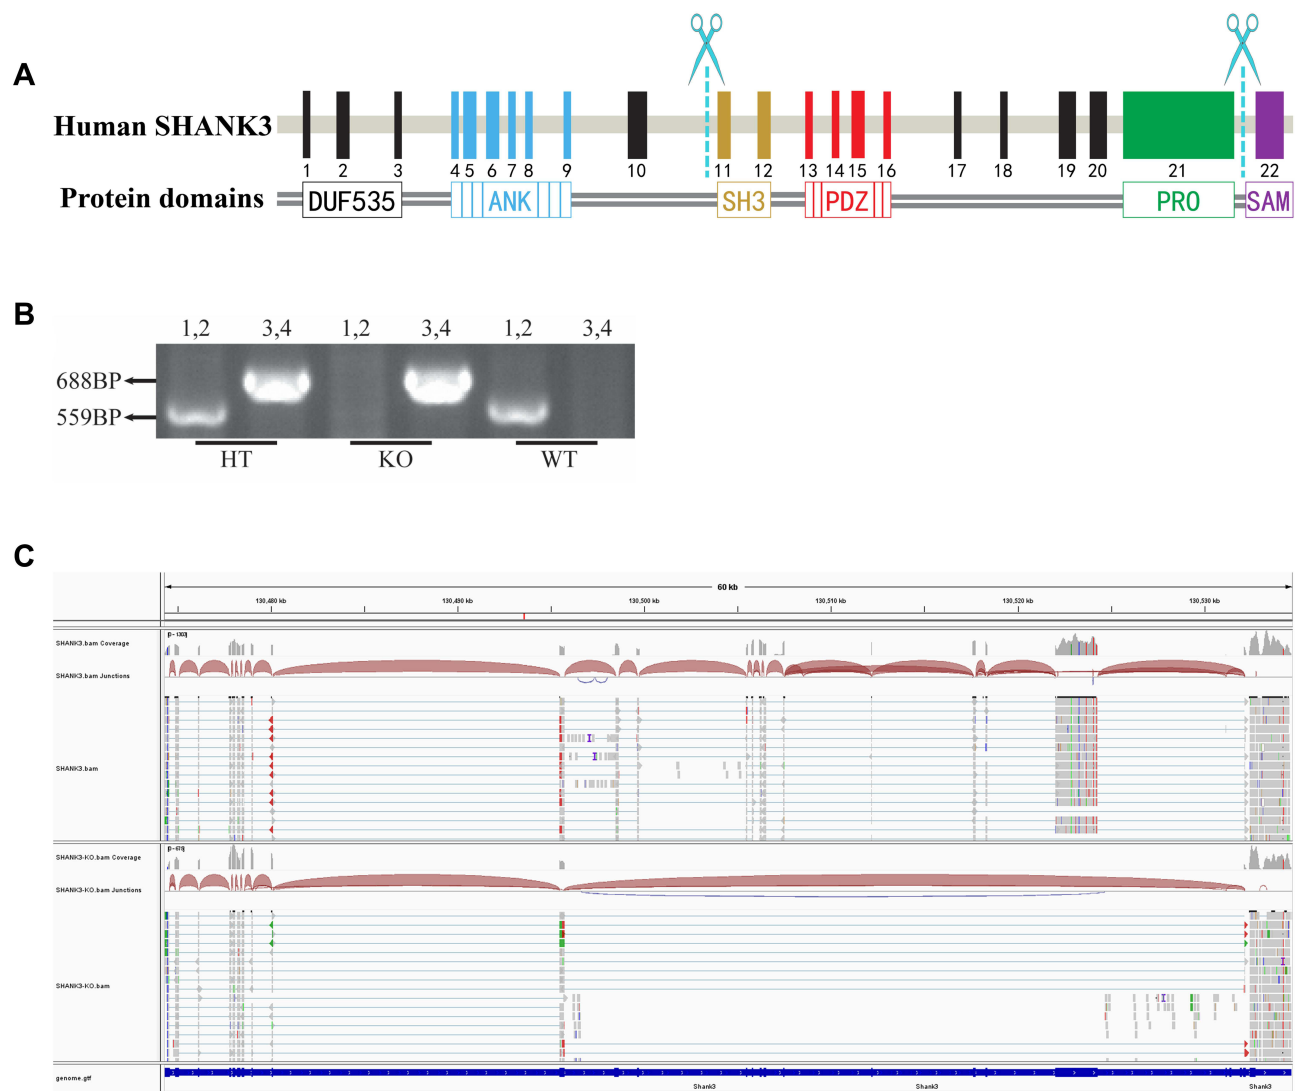 A
Human SHANK3
1 2 3 4 5 6 7 8 9 10 11 12 13 14 15 16 17 18 19 20 21 22
Protein domains
DUF535 ANK SH3 PDZ PRO SAM
B
1,2 3,4 1,2 3,4 1,2 3,4
688BP
559BP
HT KO WT
C
60 kb
130,480 kb 130,490 kb 130,500 kb 130,510 kb 130,520 kb 130,530 kb
SHANK3.bam Coverage
SHANK3.bam Junctions
SHANK3.bam
SHANK3-KO.bam Coverage
SHANK3-KO.bam Junctions
SHANK3-KO.bam
genome.gtf
Shank3 Shank3 Shank3